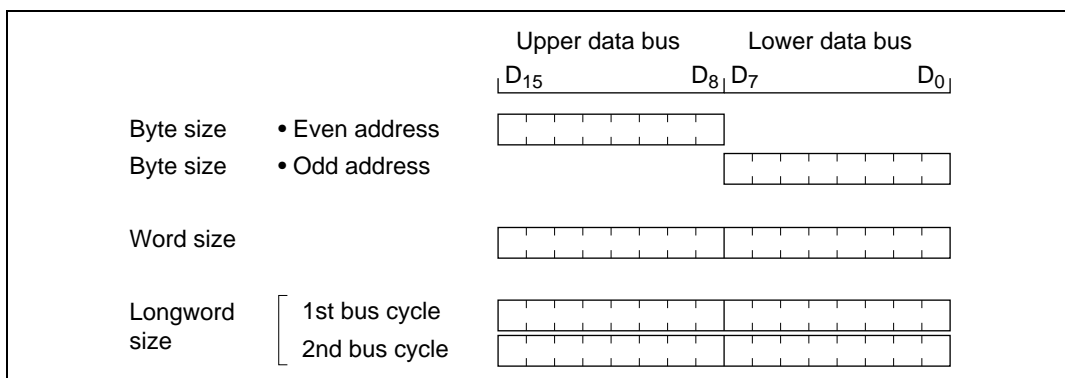 Upper data bus Lower data bus
D15 D8 D7 D0
Byte size • Even address
Byte size • Odd address
Word size
Longword size 1st bus cycle
2nd bus cycle